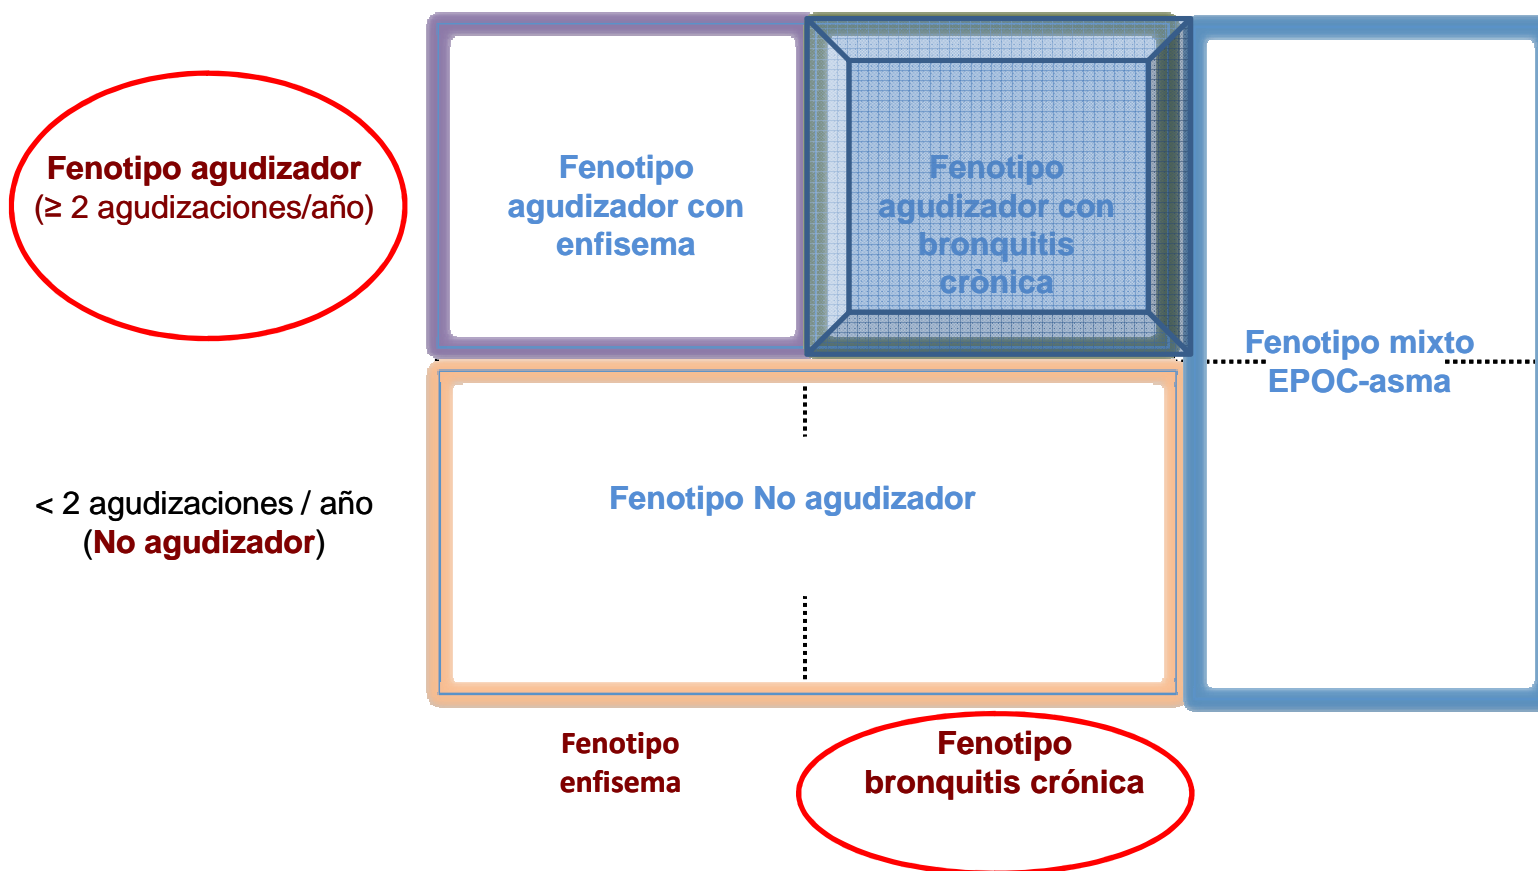 Fenotipo agudizador
(≥ 2 agudizaciones/año)
Fenotipo
agudizador con
enfisema
Fenotipo
agudizador con
bronquitis
crònica
Fenotipo mixto
EPOC-asma
< 2 agudizaciones / año
(No agudizador)
Fenotipo No agudizador
Fenotipo
enfisema
Fenotipo
bronquitis crónica